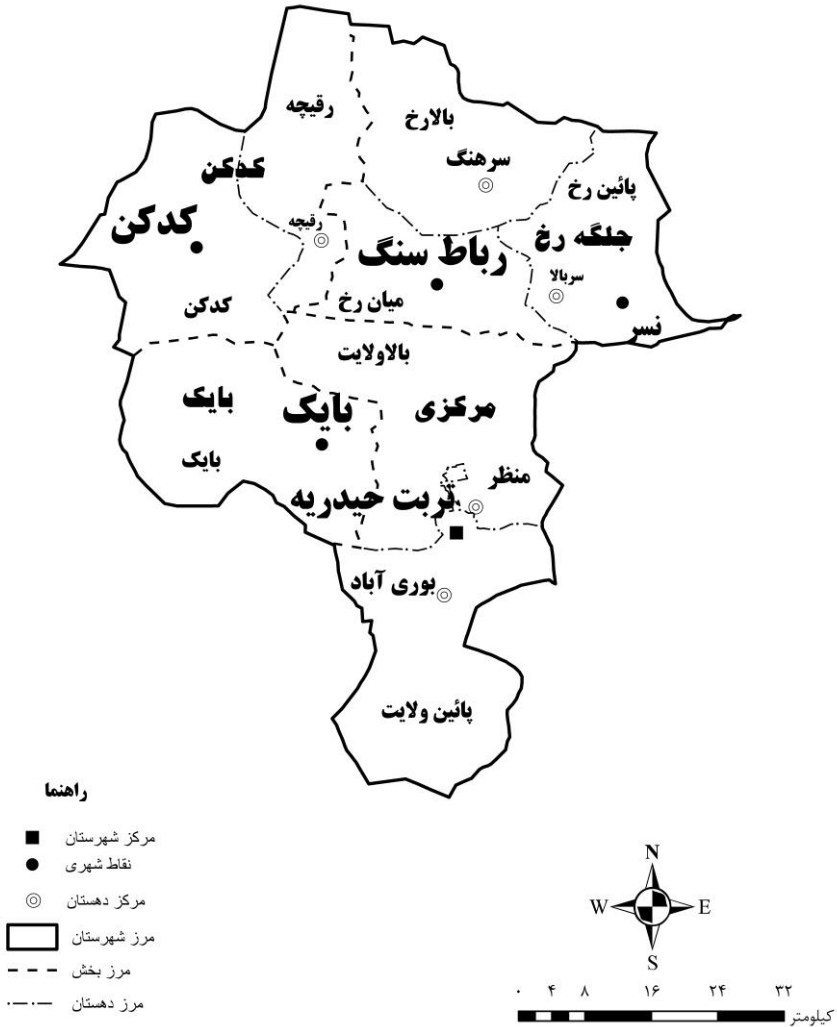 رقیچه
بالارخ
سرهنگ
کدکن
پائین رخ
کدکن
رقیچه
رباط سنگ
جلگه رخ
سربالا
کدکن
میان رخ
نسر
بالاولایت
بایک
بایک
مرکزی
بایک
منظر
تربت حیدریه
بوری آباد
پائین ولایت
راهنما
مرکز شهرستان
نقاط شهری
مرکز دهستان
مرز شهرستان
مرز بخش
مرز دهستان
N
W E
S
۰ ۴ ۸ ۱۶ ۲۴ ۳۲
کیلومتر